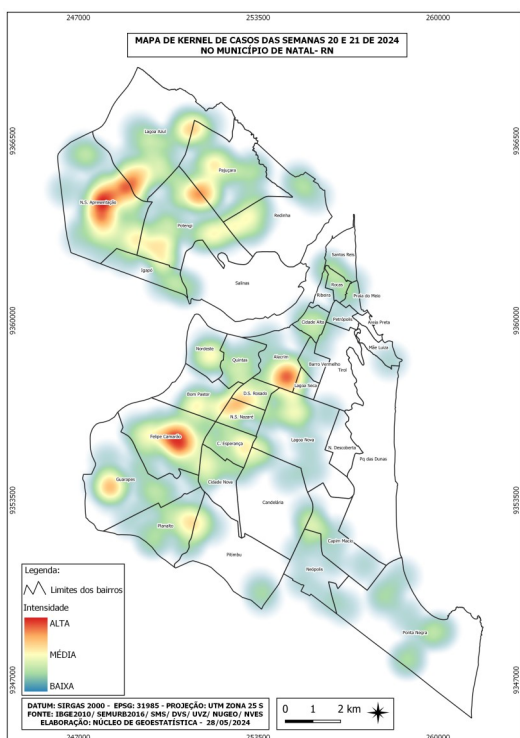 247000 253500 260000
MAPA DE KERNEL DE CASOS DAS SEMANAS 20 E 21 DE 2024
NO MUNICÍPIO DE NATAL- RN
9366500
9366500
Lagoa Azul
Pajuçara
N.S. Apresentação
Redinha
Potengi
Igapó
Salinas
Santos Reis
Rocas
Ribeira
Praia do Meio
9360000
9360000
Cidade Alta
Petrópolis
Areia Preta
Mãe Luiza
Nordeste
Quintas
Alecrim
Barro Vermelho
Tirol
Lagoa Seca
Bom Pastor
D.S. Rosado
N.S. Nazaré
Felipe Camarão
C. Esperança
Lagoa Nova
N. Descoberta
Pq das Dunas
Guarapes
Cidade Nova
9353500
9353500
Candelária
Planalto
Capim Macio
Pitimbu
Neópolis
Ponta Negra
Legenda:
Limites dos bairros
Intensidade
ALTA
MÉDIA
BAIXA
9347000
9347000
DATUM: SIRGAS 2000 - EPSG: 31985 - PROJEÇÃO: UTM ZONA 25 S
FONTE: IBGE2010/ SEMURB2016/ SMS/ DVS/ UVZ/ NUGEO/ NVES
ELABORAÇÃO: NÚCLEO DE GEOESTATÍSTICA - 28/05/2024
0 1 2 km
247000 253500 260000